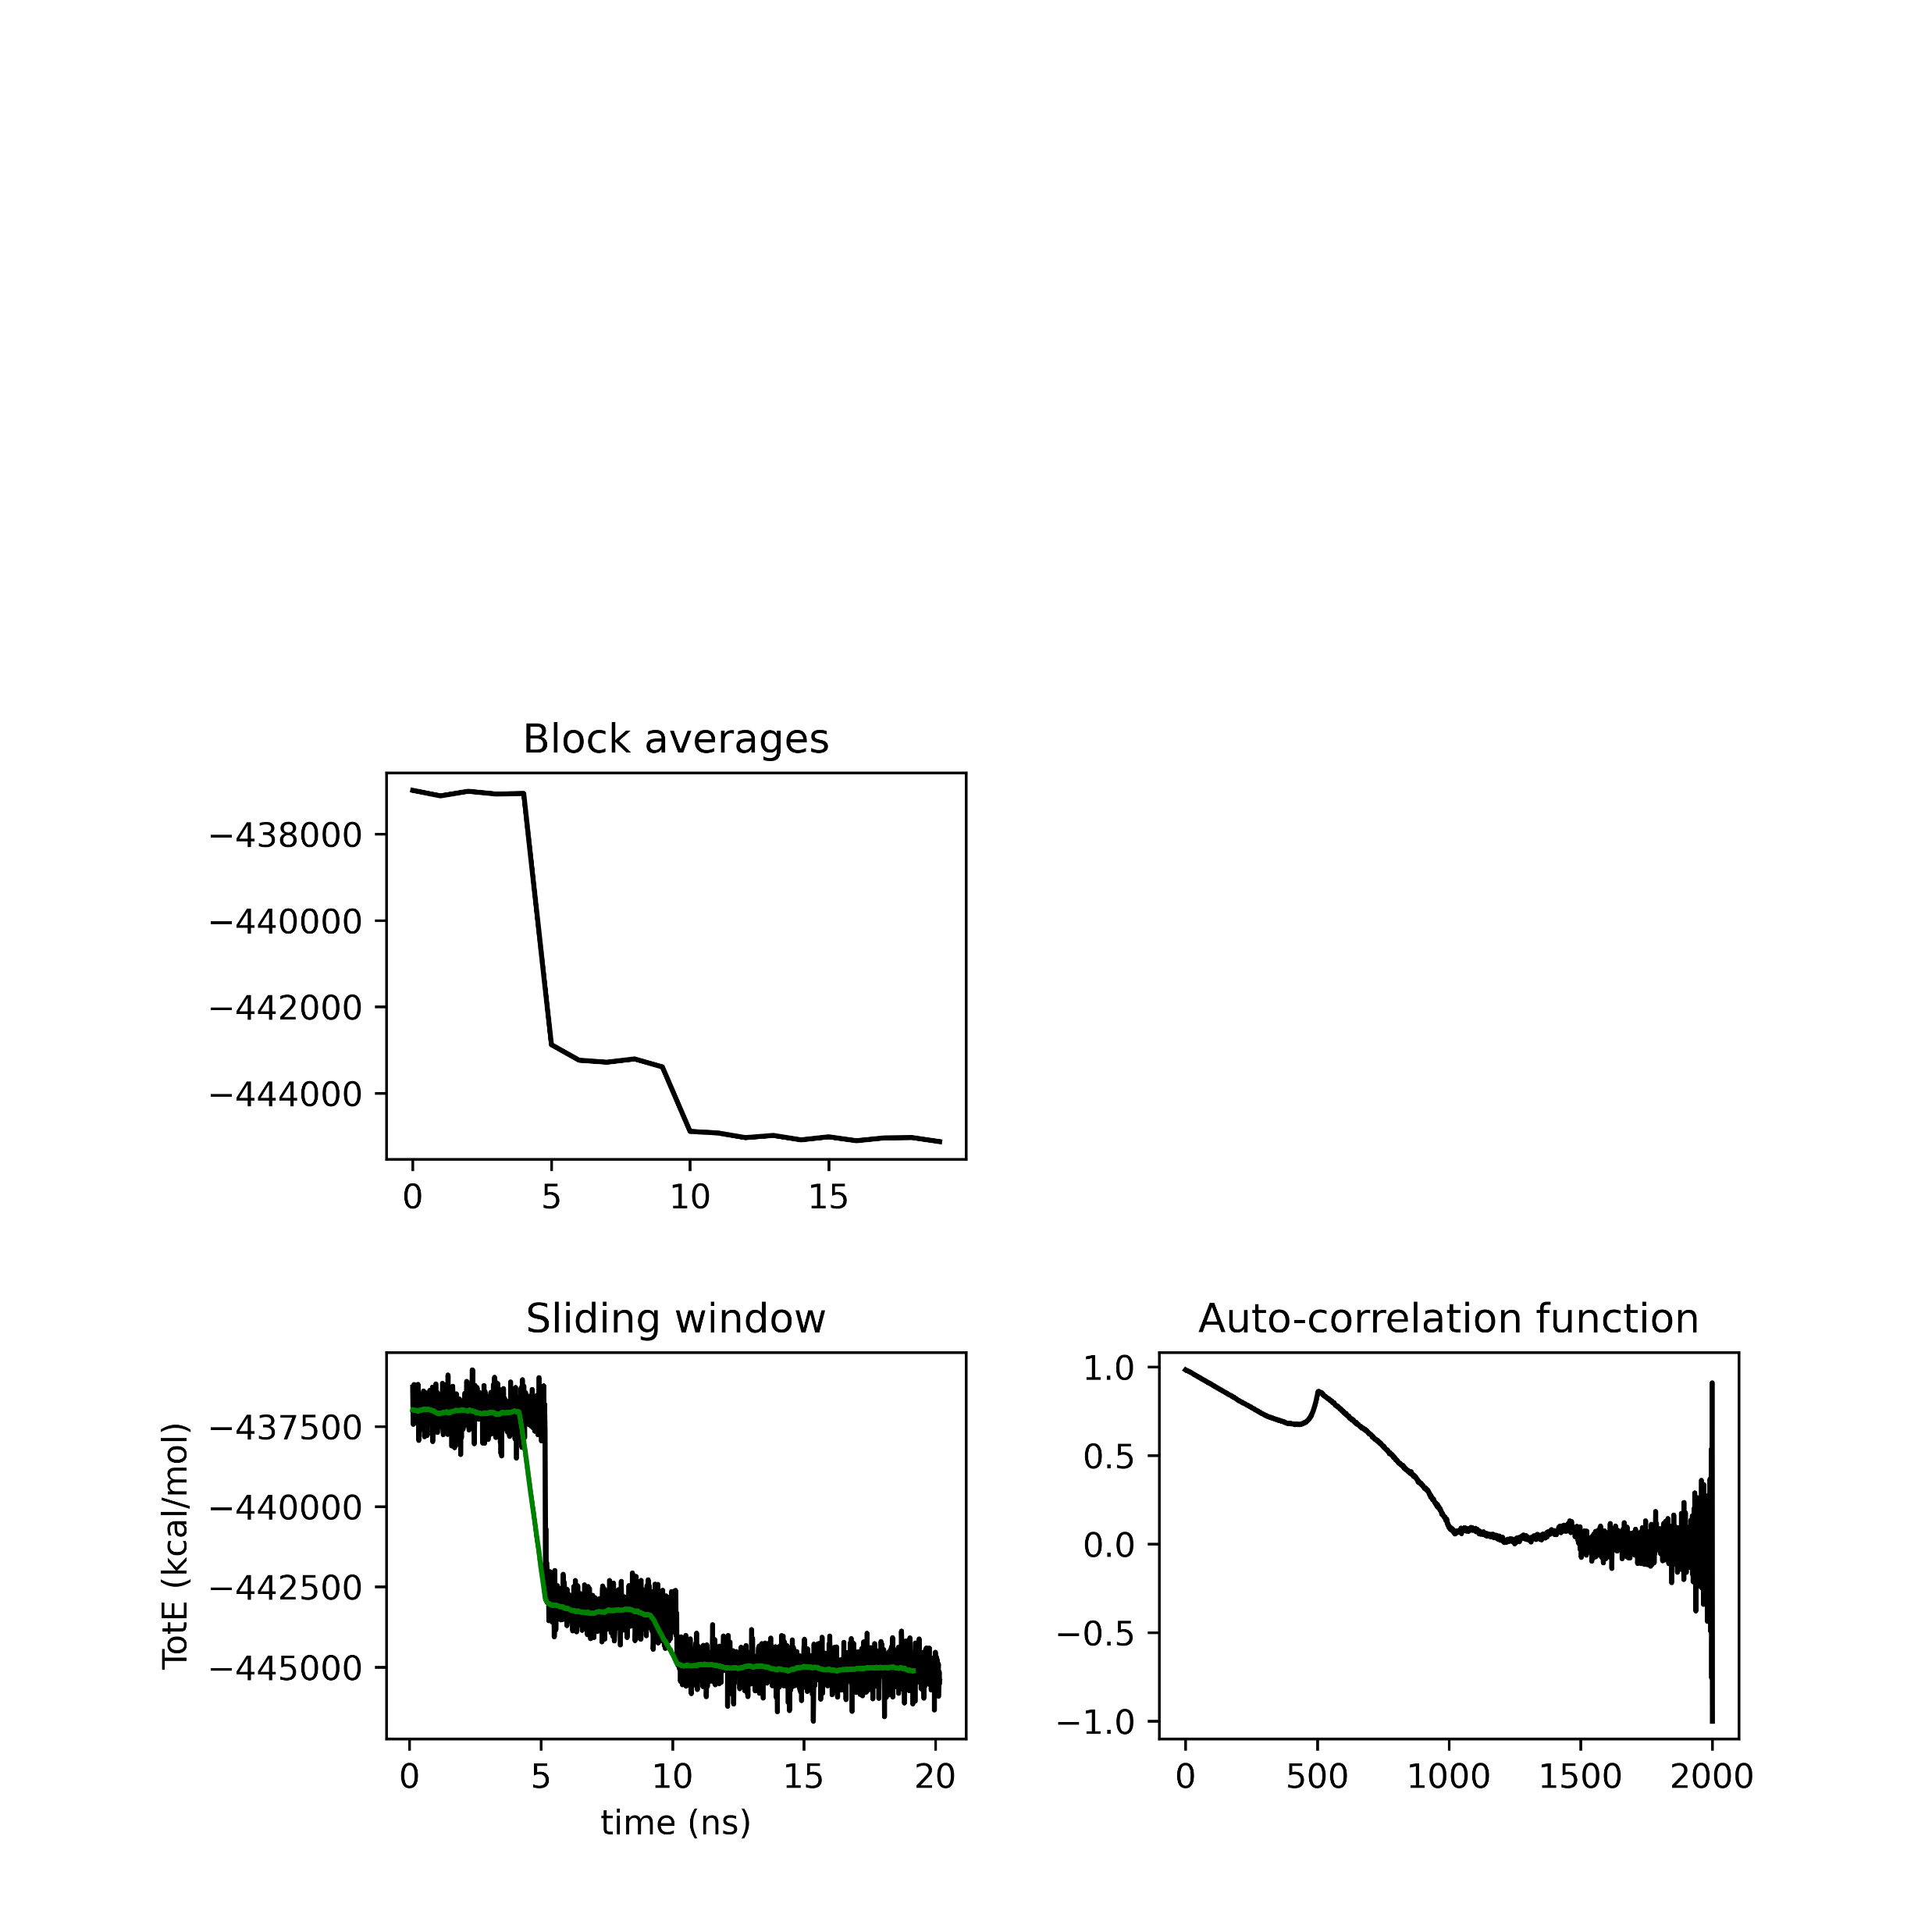 Block averages
−438000
−440000
−442000
−444000
0 5 10 15
Sliding window
TotE (kcal/mol)
−437500
−440000
−442500
−445000
0 5 10 15 20
time (ns)
Auto-correlation function
1.0
0.5
0.0
−0.5
−1.0
0 500 1000 1500 2000